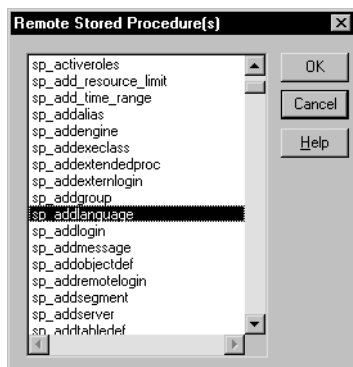 Remote Stored Procedure(s)
sp_activeroles
sp_add_resource_limit
sp_add_time_range
sp_addalias
sp_addengine
sp_addexeclass
sp_addextendedproc
sp_addexternlogin
sp_addgroup
sp_addlanguage
sp_addlogin
sp_addmessage
sp_addobjectdef
sp_addremotelogin
sp_addsegment
sp_addserver
sp_addtabledef
OK
Cancel
Help